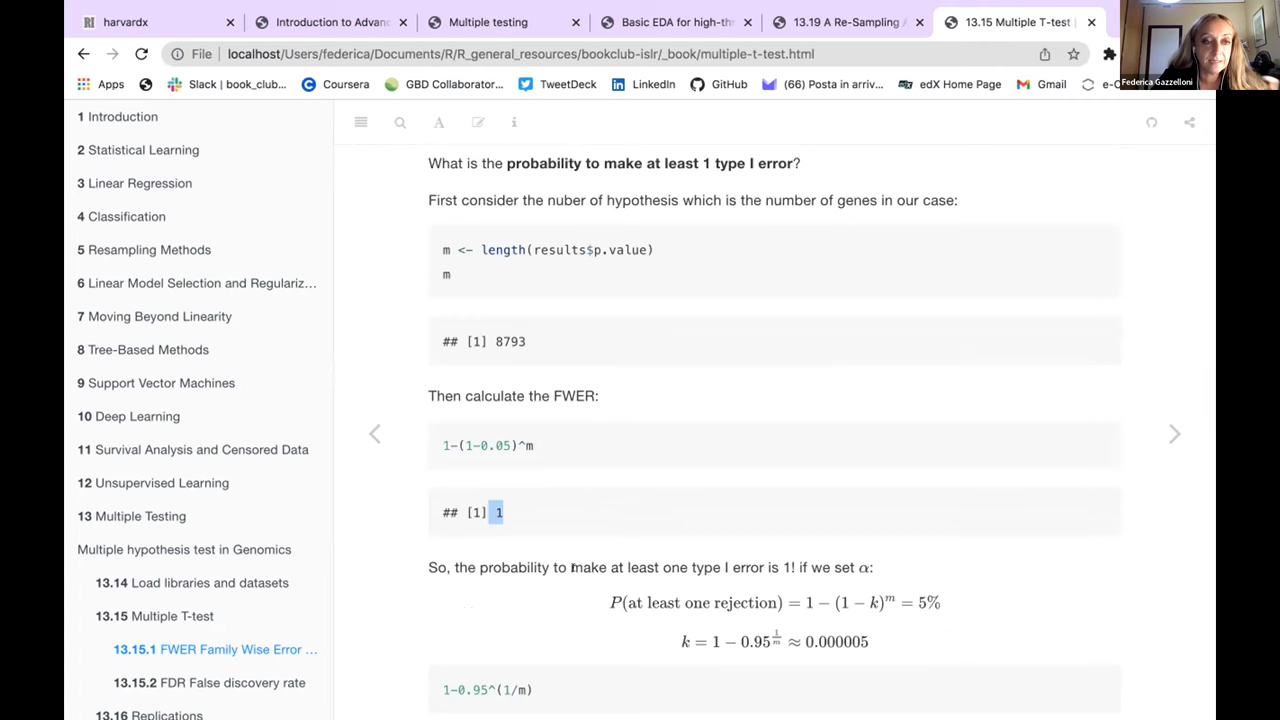 harvardx
Introduction to Advan
Multiple testing
Basic EDA for high-thr
13.19 A Re-Sampling A
13.15 Multiple T-test |
File localhost/Users/federica/Documents/R/R_general_resources/bookclub-islr/_book/multiple-t-test.html
Federica Gazzelloni
Apps
Slack | book_club...
Coursera
GBD Collaborator...
TweetDeck
LinkedIn
GitHub
(66) Posta in arriv...
edX Home Page
Gmail
e-C
1 Introduction
2 Statistical Learning
3 Linear Regression
4 Classification
5 Resampling Methods
6 Linear Model Selection and Regulariz...
7 Moving Beyond Linearity
8 Tree-Based Methods
9 Support Vector Machines
10 Deep Learning
11 Survival Analysis and Censored Data
12 Unsupervised Learning
13 Multiple Testing
Multiple hypothesis test in Genomics
13.14 Load libraries and datasets
13.15 Multiple T-test
13.15.1 FWER Family Wise Error ...
13.15.2 FDR False discovery rate
13.16 Replications
What is the probability to make at least 1 type I error?
First consider the nuber of hypothesis which is the number of genes in our case:
m <- length(results$p.value)
m
## [1] 8793
Then calculate the FWER:
1-(1-0.05)^m
## [1] 1
So, the probability to make at least one type I error is 1! if we set α:
P(at least one rejection) = 1 − (1 − k)^m = 5%
k = 1 − 0.95^(1/m) ≈ 0.000005
1-0.95^(1/m)